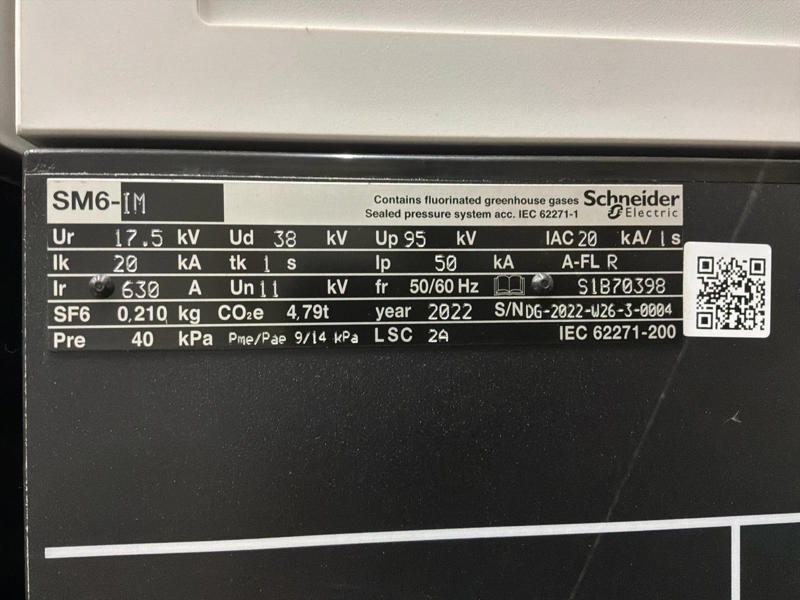 SM6-IM
Contains fluorinated greenhouse gases
Sealed pressure system acc. IEC 62271-1
Schneider
Electric
Ur 17.5 kV Ud 38 kV Up 95 kV IAC 20 kA/ 1 s
Ik 20 kA tk 1 s Ip 50 kA A-FL R
Ir 630 A Un 11 kV fr 50/60 Hz S1B70398
SF6 0,210 kg CO₂e 4,79t year 2022 S/N DG-2022-W26-3-0004
Pre 40 kPa Pme/Pae 9/14 kPa LSC 2A IEC 62271-200